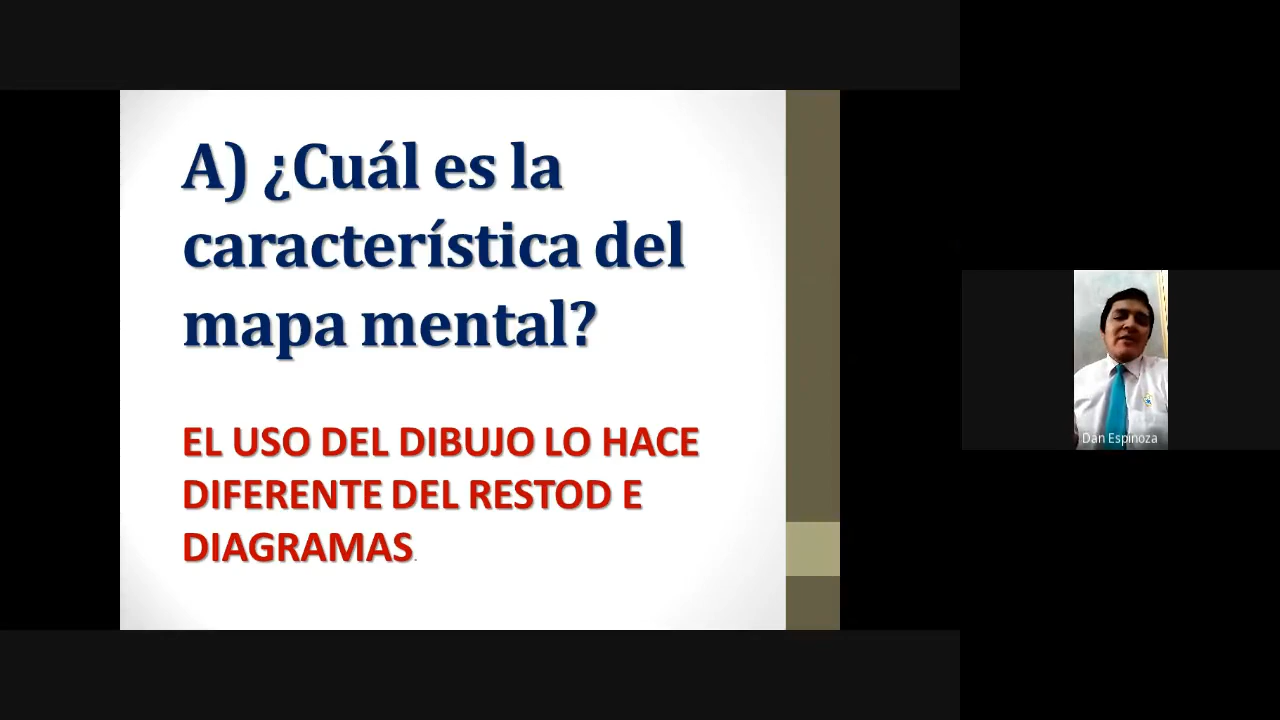 A) ¿Cuál es la
característica del
mapa mental?
EL USO DEL DIBUJO LO HACE
DIFERENTE DEL RESTOD E
DIAGRAMAS.
Dan Espinoza